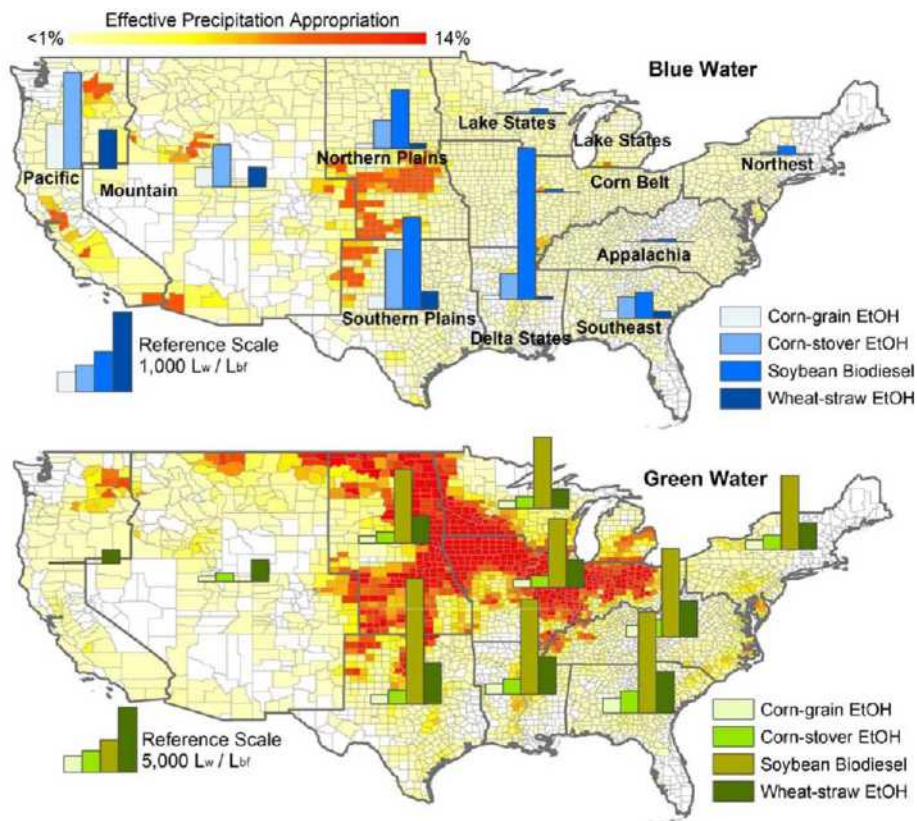 Effective Precipitation Appropriation
<1% 14%
Blue Water
Lake States
Lake States
Northern Plains
Northest
Pacific
Mountain
Corn Belt
Appalachia
Southern Plains
Delta States
Southeast
Reference Scale
1,000 Lw / Lbf
Corn-grain EtOH
Corn-stover EtOH
Soybean Biodiesel
Wheat-straw EtOH
Green Water
Reference Scale
5,000 Lw / Lbf
Corn-grain EtOH
Corn-stover EtOH
Soybean Biodiesel
Wheat-straw EtOH